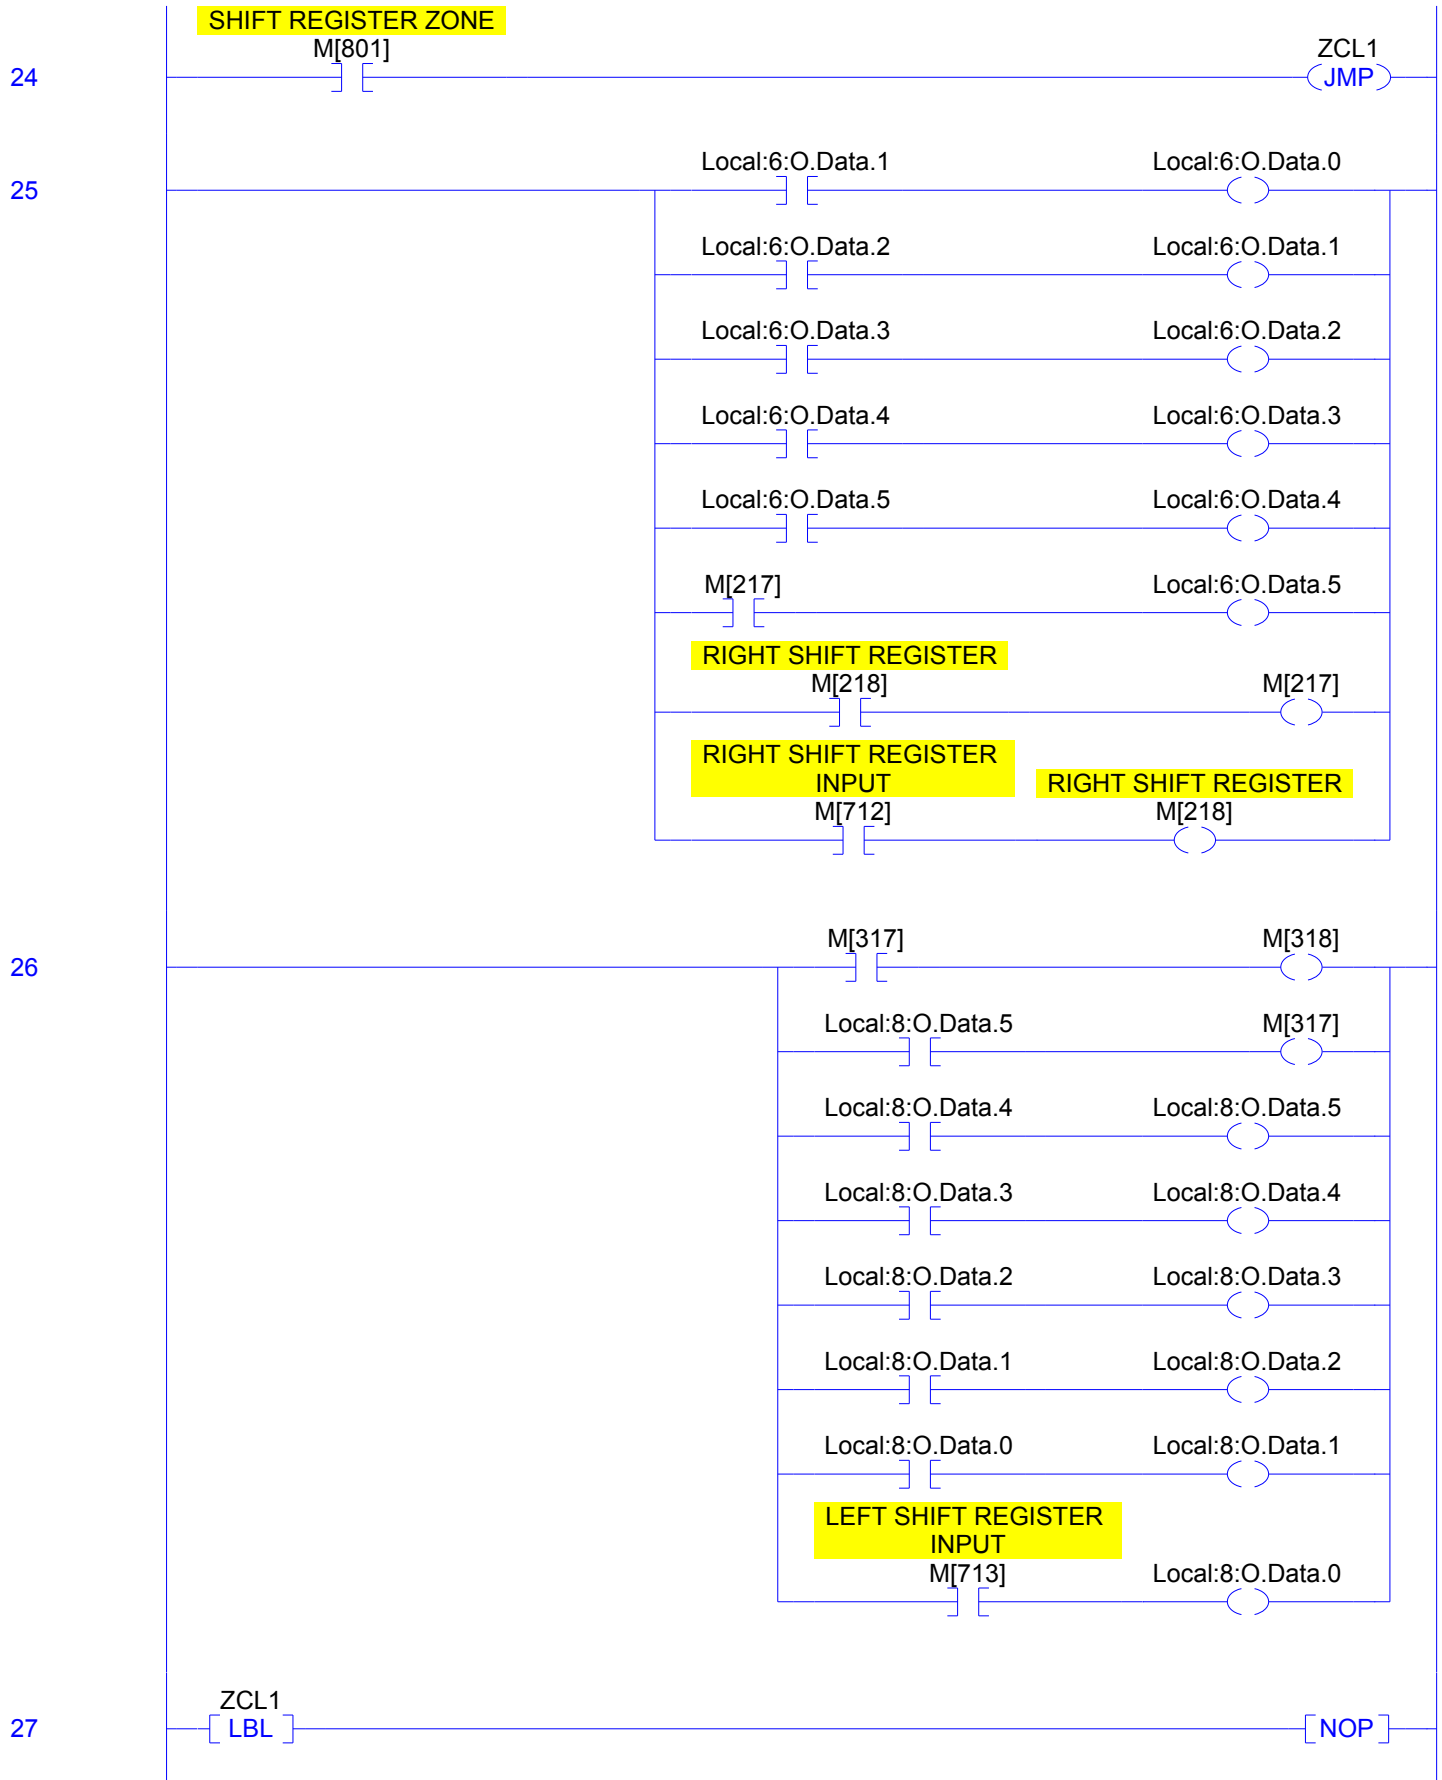 SHIFT REGISTER ZONE
M[801]
ZCL1
24
JMP
Local:6:O.Data.1
Local:6:O.Data.0
25
Local:6:O.Data.2
Local:6:O.Data.1
Local:6:O.Data.3
Local:6:O.Data.2
Local:6:O.Data.4
Local:6:O.Data.3
Local:6:O.Data.5
Local:6:O.Data.4
M[217]
Local:6:O.Data.5
RIGHT SHIFT REGISTER
M[218]
M[217]
RIGHT SHIFT REGISTER
INPUT
M[712]
RIGHT SHIFT REGISTER
M[218]
M[317]
M[318]
26
Local:8:O.Data.5
M[317]
Local:8:O.Data.4
Local:8:O.Data.5
Local:8:O.Data.3
Local:8:O.Data.4
Local:8:O.Data.2
Local:8:O.Data.3
Local:8:O.Data.1
Local:8:O.Data.2
Local:8:O.Data.0
Local:8:O.Data.1
LEFT SHIFT REGISTER
INPUT
M[713]
Local:8:O.Data.0
ZCL1
27
LBL
NOP